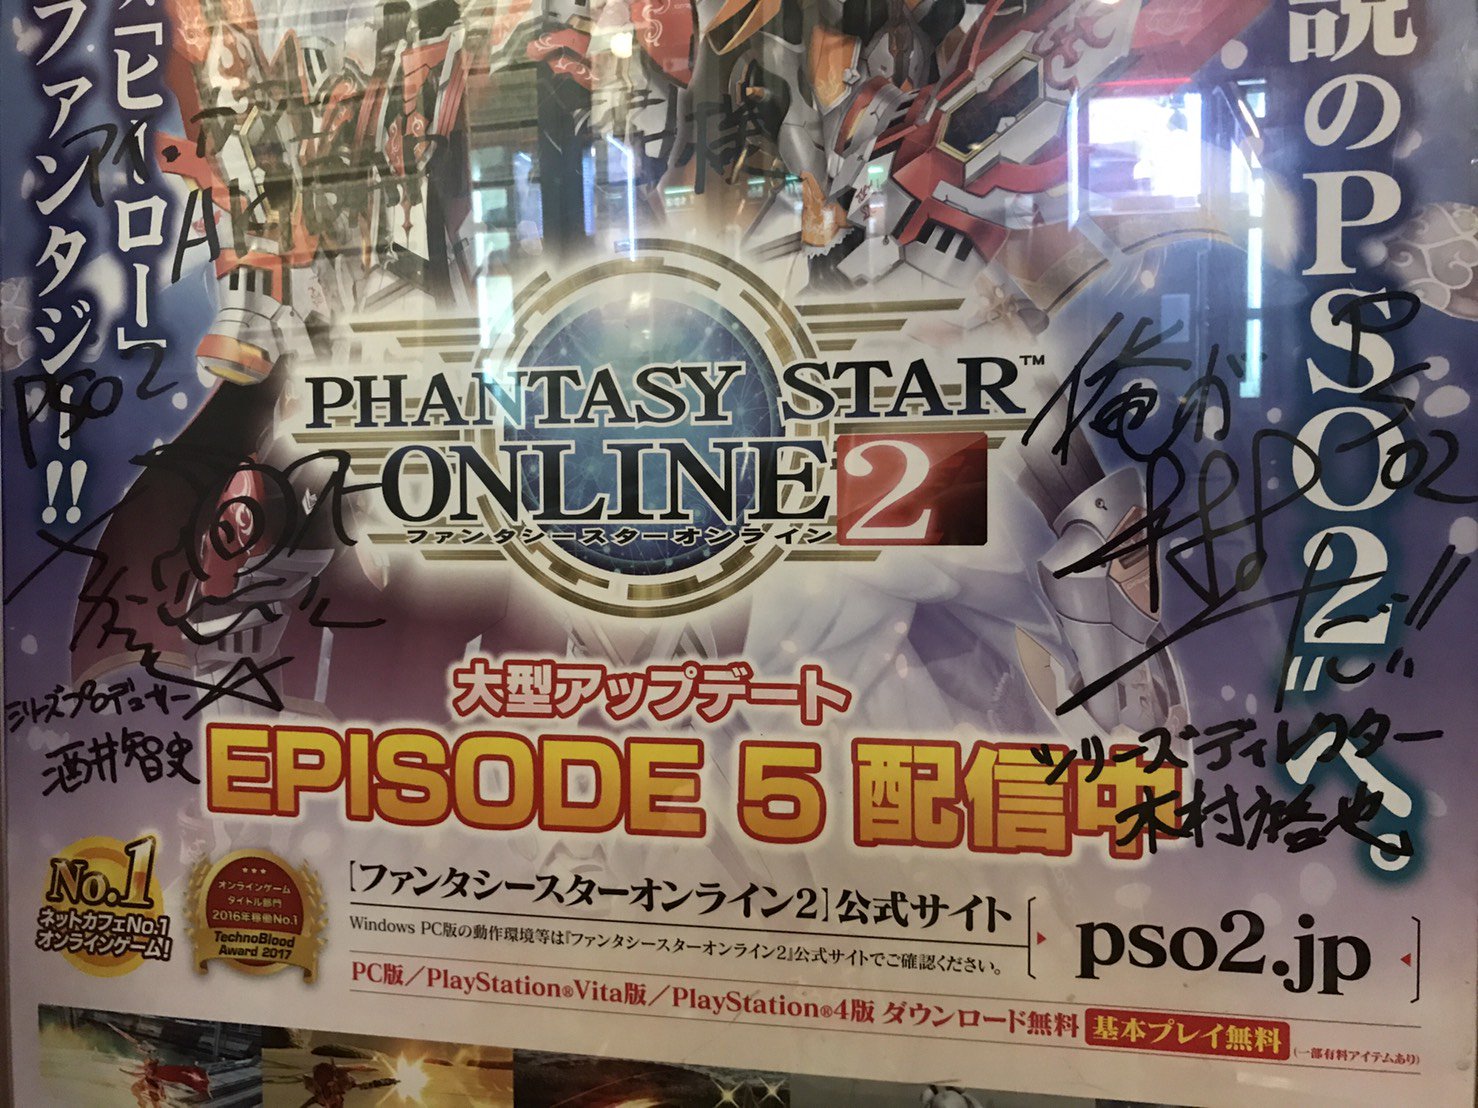 説のPSO2へ。
「ヒーロー」
ファンタジー!!
アイ・アー
様
PSO2
PHANTASY STAR™
ONLINE 2
ファンタシースターオンライン
俺が
PSO2
だ!!
シリーズプロデューサー
酒井智史
シリーズディレクター
木村裕也
大型アップデート
EPISODE 5 配信中
No.1
ネットカフェNo.1
オンラインゲーム!
オンラインゲーム
タイトル部門
2016年稼働No.1
TechnoBlood
Award 2017
[ファンタシースターオンライン2]公式サイト
pso2.jp
Windows PC版の動作環境等は『ファンタシースターオンライン2』公式サイトでご確認ください。
PC版／PlayStation®Vita版／PlayStation®4版 ダウンロード無料 基本プレイ無料 (一部有料アイテムあり)